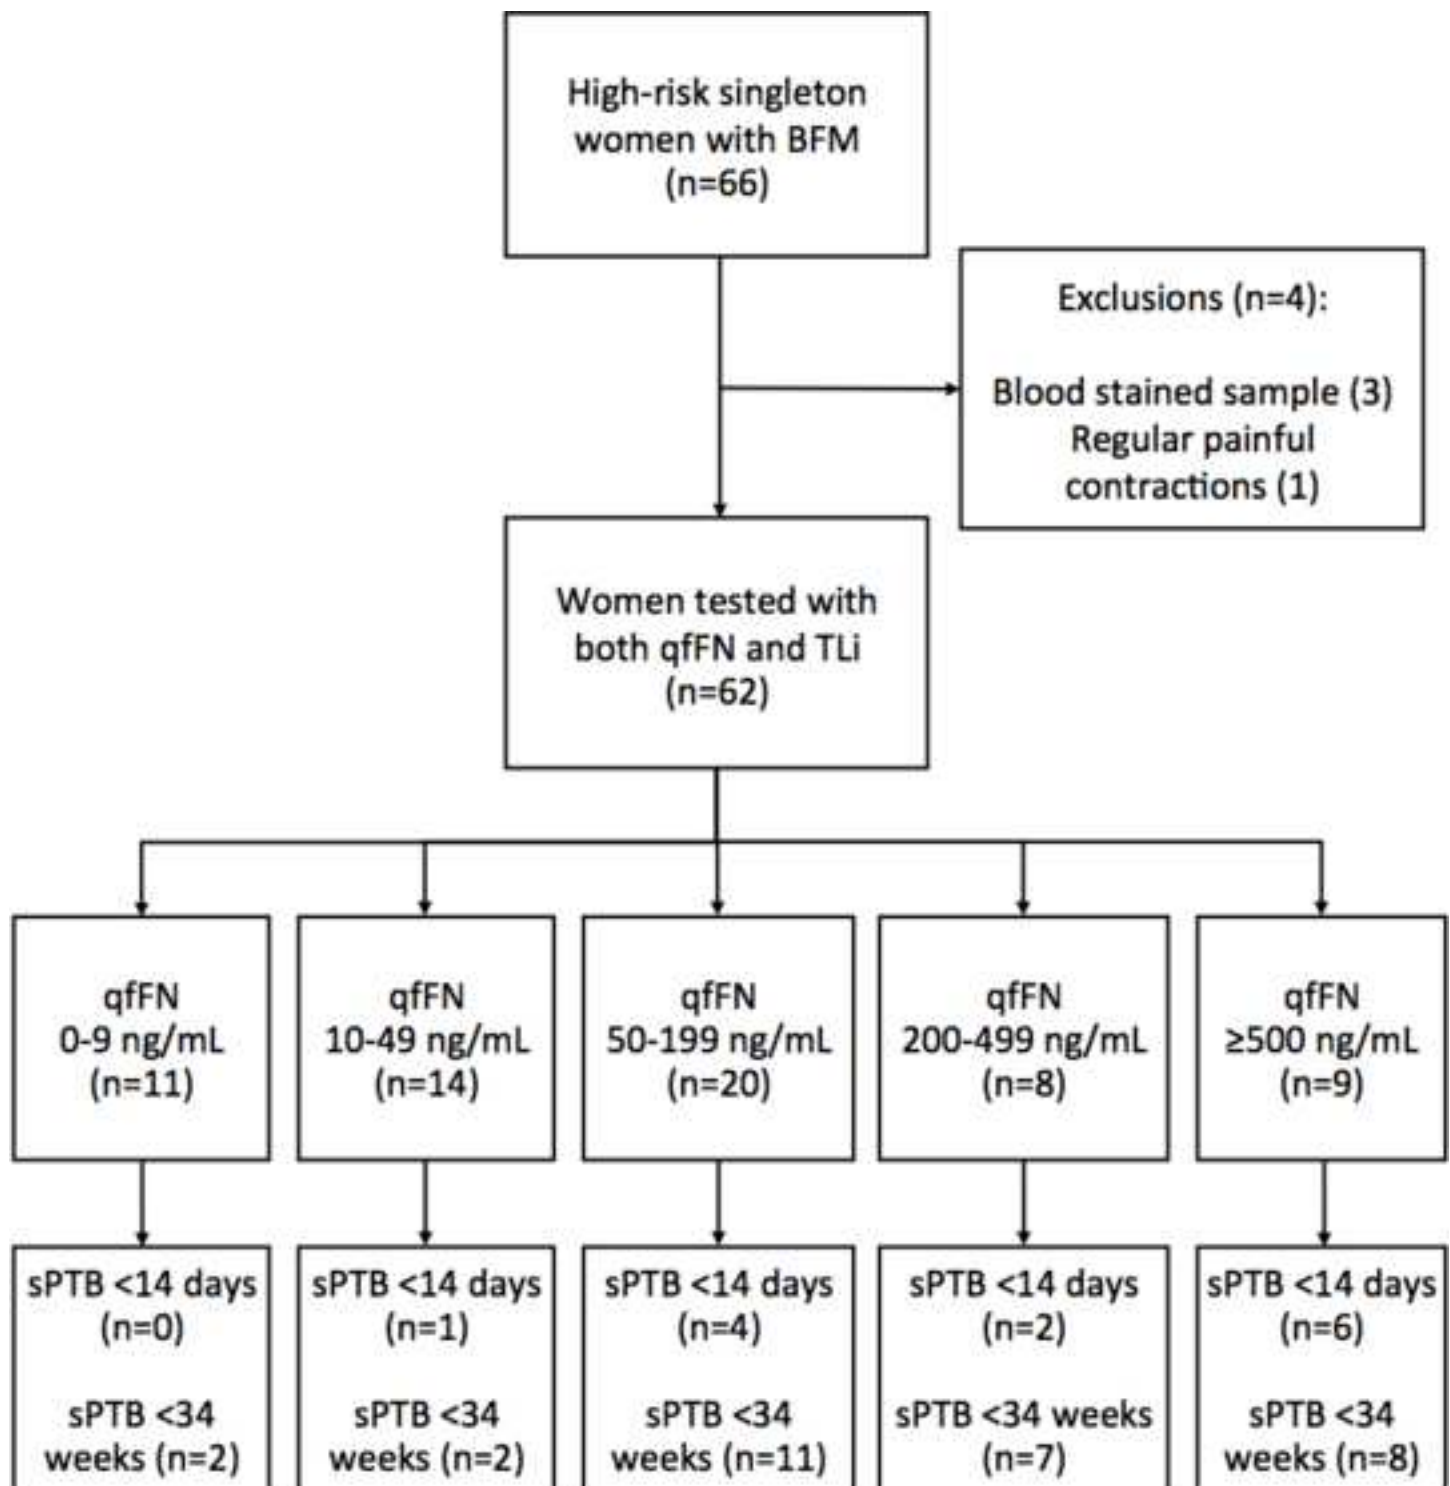 High-risk singleton
women with BFM
(n=66)
Exclusions (n=4):
Blood stained sample (3)
Regular painful
contractions (1)
Women tested with
both qfFN and TLi
(n=62)
qfFN
0-9 ng/mL
(n=11)
qfFN
10-49 ng/mL
(n=14)
qfFN
50-199 ng/mL
(n=20)
qfFN
200-499 ng/mL
(n=8)
qfFN
≥500 ng/mL
(n=9)
sPTB <14 days
(n=0)
sPTB <34
weeks (n=2)
sPTB <14 days
(n=1)
sPTB <34
weeks (n=2)
sPTB <14 days
(n=4)
sPTB <34
weeks (n=11)
sPTB <14 days
(n=2)
sPTB <34 weeks
(n=7)
sPTB <14 days
(n=6)
sPTB <34
weeks (n=8)